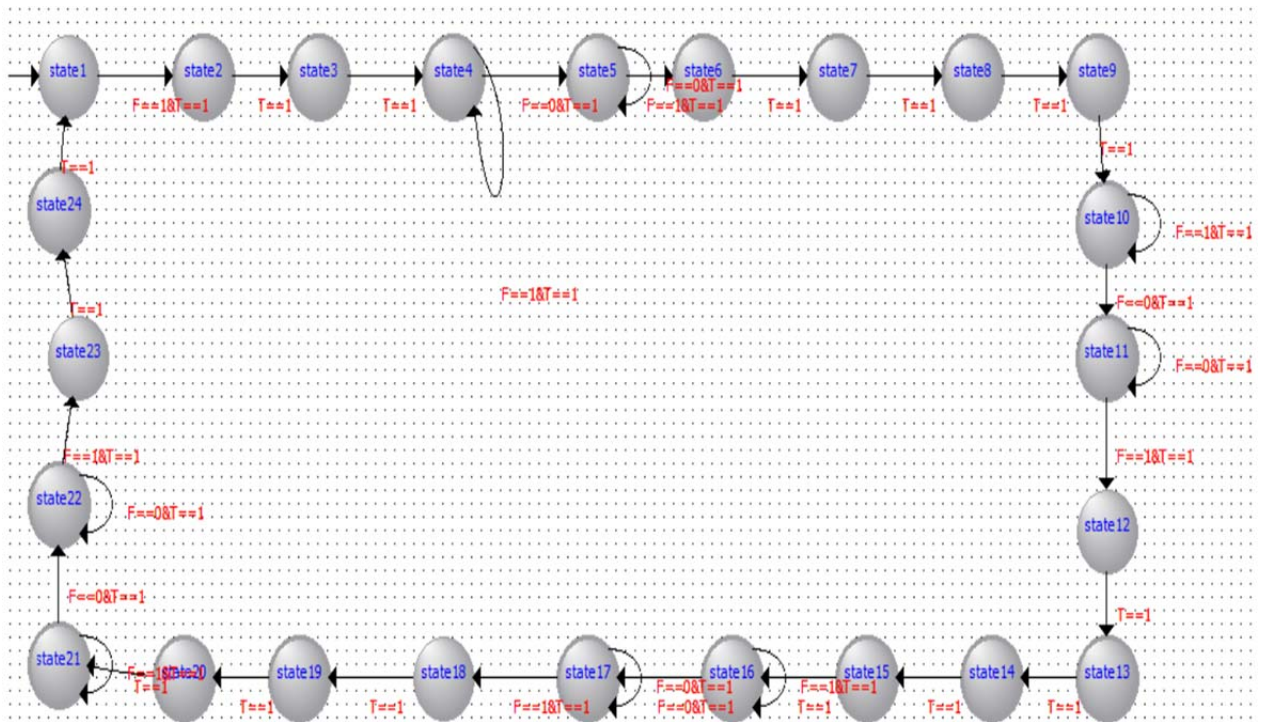 state1
state2
state3
state4
state5
state6
state7
state8
state9
F==0&T==1
F==1&T==1
T==1
T==1
F==0&T==1
F==1&T==1
T==1
T==1
T==1
T==1
T==1
state24
state10
F==1&T==1
F==1&T==1
T==1
F==0&T==1
state23
state11
F==0&T==1
F==1&T==1
F==1&T==1
state22
F==0&T==1
state12
F==0&T==1
T==1
state21
F==1&T==1
state20
state19
state18
state17
state16
state15
state14
state13
T==1
F==0&T==1
F==1&T==1
T==1
T==1
F==1&T==1
F==0&T==1
T==1
T==1
T==1